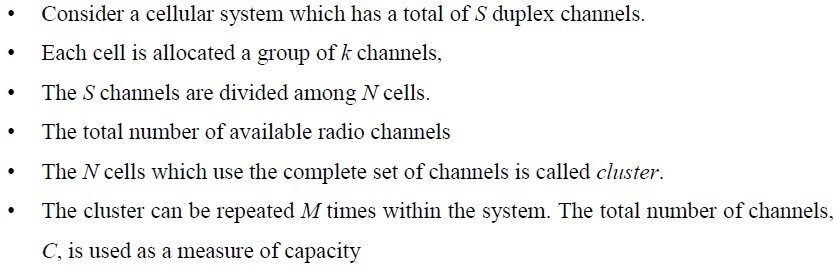 • Consider a cellular system which has a total of S duplex channels.
• Each cell is allocated a group of k channels,
• The S channels are divided among N cells.
• The total number of available radio channels
• The N cells which use the complete set of channels is called cluster.
• The cluster can be repeated M times within the system. The total number of channels,
C, is used as a measure of capacity